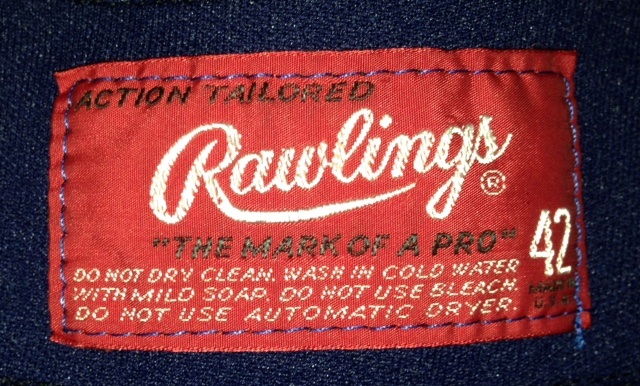 ACTION TAILORED
Rawlings®
"THE MARK OF A PRO"
42
DO NOT DRY CLEAN. WASH IN COLD WATER
WITH MILD SOAP. DO NOT USE BLEACH.
DO NOT USE AUTOMATIC DRYER.